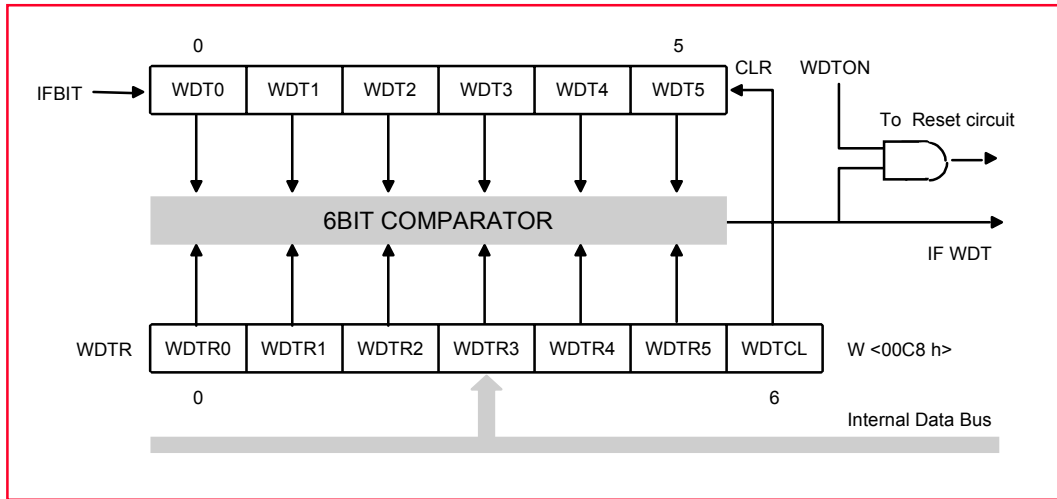 0 5
CLR WDTON
IFBIT WDT0 WDT1 WDT2 WDT3 WDT4 WDT5
To Reset circuit
6BIT COMPARATOR
IF WDT
WDTR WDTR0 WDTR1 WDTR2 WDTR3 WDTR4 WDTR5 WDTCL W <00C8 h>
0 6
Internal Data Bus